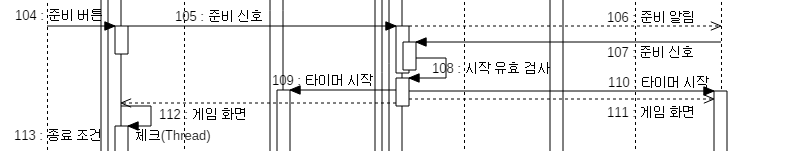 104 : 준비 버튼
105 : 준비 신호
106 : 준비 알림
107 : 준비 신호
108 : 시작 유효 검사
109 : 타이머 시작
110 : 타이머 시작
111 : 게임 화면
112 : 게임 화면
113 : 종료 조건 체크(Thread)